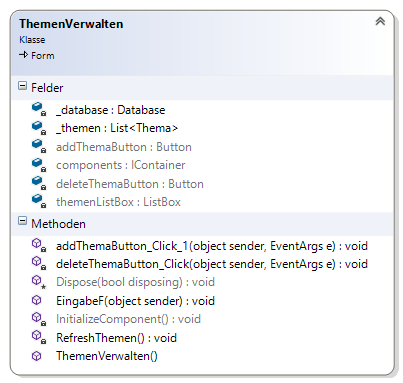 ThemenVerwalten
Klasse
Form
Felder
_database : Database
_themen : List<Thema>
addThemaButton : Button
components : IContainer
deleteThemaButton : Button
themenListBox : ListBox
Methoden
addThemaButton_Click_1(object sender, EventArgs e) : void
deleteThemaButton_Click(object sender, EventArgs e) : void
Dispose(bool disposing) : void
EingabeF(object sender) : void
InitializeComponent() : void
RefreshThemen() : void
ThemenVerwalten()